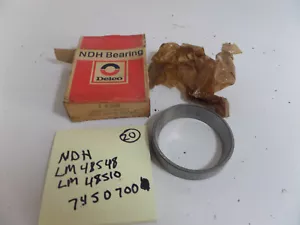 NDH Bearing
Delco
20
NDH
LM 48548
LM 48510
7450700